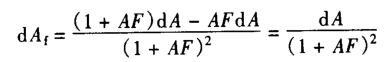 dA_f = \frac{(1 + AF)dA - AFdA}{(1 + AF)^2} = \frac{dA}{(1 + AF)^2}